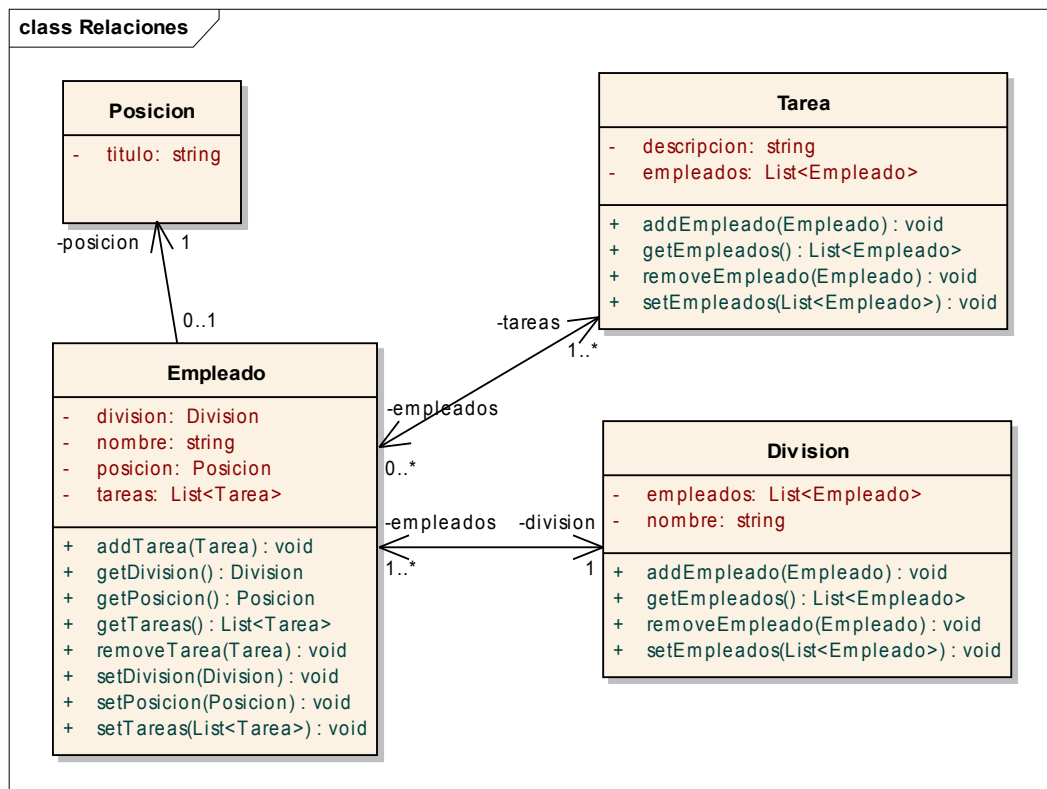 class Relaciones
Posicion
- titulo: string
-posicion 1
0..1
Tarea
- descripcion: string
- empleados: List<Empleado>
+ addEmpleado(Empleado) : void
+ getEmpleados() : List<Empleado>
+ removeEmpleado(Empleado) : void
+ setEmpleados(List<Empleado>) : void
-tareas
1..*
-empleados
0..*
Empleado
- division: Division
- nombre: string
- posicion: Posicion
- tareas: List<Tarea>
+ addTarea(Tarea) : void
+ getDivision() : Division
+ getPosicion() : Posicion
+ getTareas() : List<Tarea>
+ removeTarea(Tarea) : void
+ setDivision(Division) : void
+ setPosicion(Posicion) : void
+ setTareas(List<Tarea>) : void
-empleados
1..*
-division
1
Division
- empleados: List<Empleado>
- nombre: string
+ addEmpleado(Empleado) : void
+ getEmpleados() : List<Empleado>
+ removeEmpleado(Empleado) : void
+ setEmpleados(List<Empleado>) : void